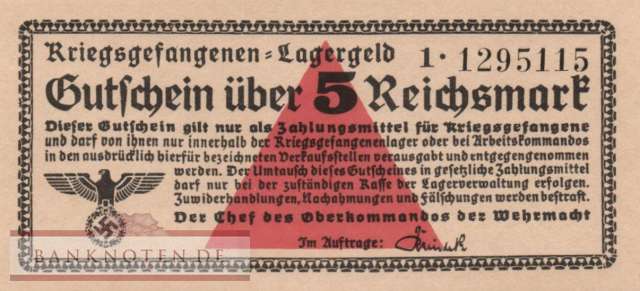 Kriegsgefangenen=Lagergeld
1·1295115
Gutschein über 5 Reichsmark
Dieser Gutschein gilt nur als Zahlungsmittel für Kriegsgefangene
und darf von ihnen nur innerhalb der Kriegsgefangenenlager oder bei Arbeitskommandos
in den ausdrücklich hierfür bezeichneten Verkaufsstellen verausgabt und entgegengenommen
werden. Der Umtausch dieses Gutscheines in gesetzliche Zahlungsmittel
darf nur bei der zuständigen Kasse der Lagerverwaltung erfolgen.
Zuwiderhandlungen, Nachahmungen und Fälschungen werden bestraft.
Der Chef des Oberkommandos der Wehrmacht
Im Auftrage:
BANKNOTEN.DE